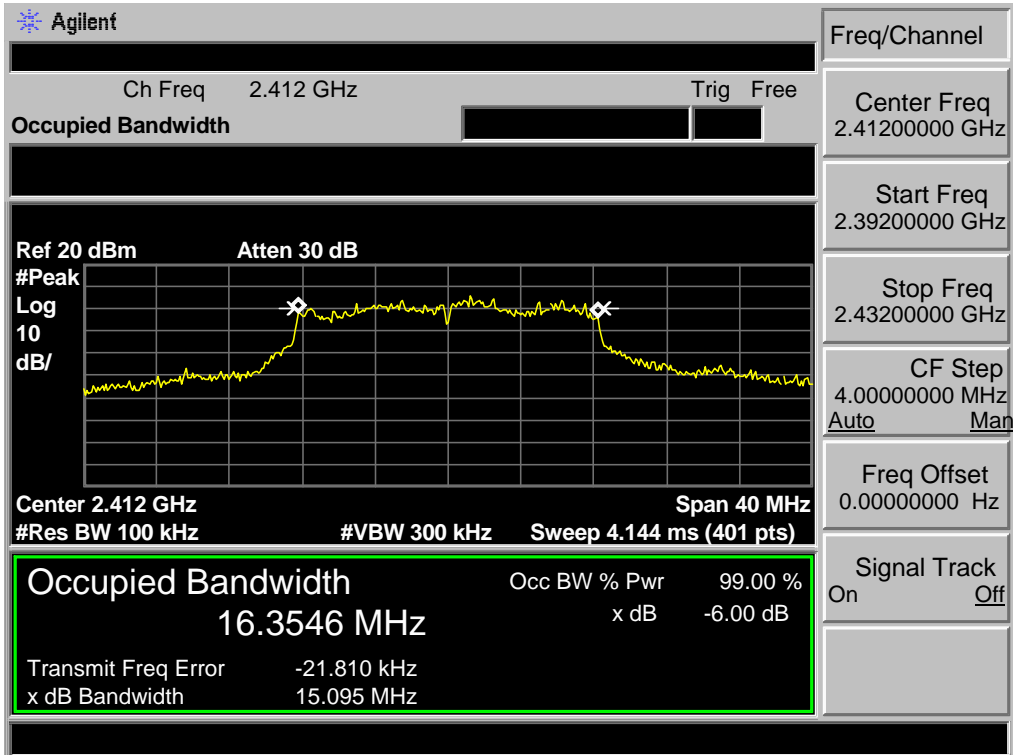 Agilent
Freq/Channel
Ch Freq 2.412 GHz Trig Free
Occupied Bandwidth
Center Freq
2.41200000 GHz
Start Freq
2.39200000 GHz
Stop Freq
2.43200000 GHz
CF Step
4.00000000 MHz
Auto Man
Freq Offset
0.00000000 Hz
Signal Track
On Off
Ref 20 dBm Atten 30 dB
#Peak
Log
10
dB/
Center 2.412 GHz Span 40 MHz
#Res BW 100 kHz #VBW 300 kHz Sweep 4.144 ms (401 pts)
Occupied Bandwidth Occ BW % Pwr 99.00 %
16.3546 MHz x dB -6.00 dB
Transmit Freq Error -21.810 kHz
x dB Bandwidth 15.095 MHz